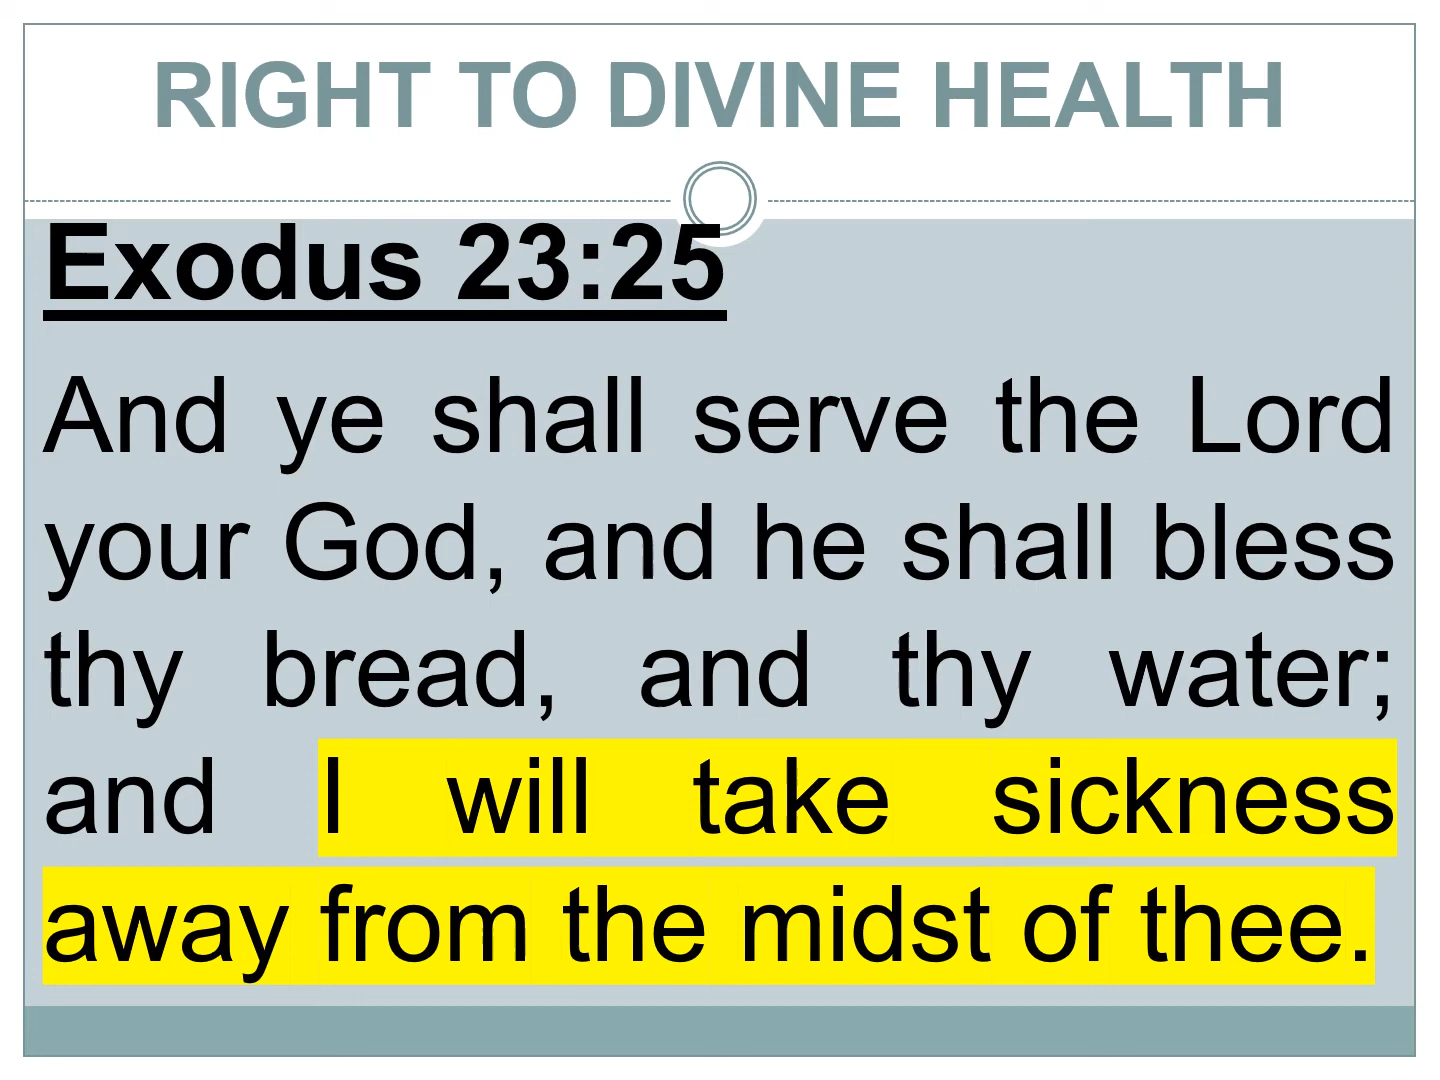 RIGHT TO DIVINE HEALTH
Exodus 23:25
And ye shall serve the Lord
your God, and he shall bless
thy bread, and thy water;
and I will take sickness
away from the midst of thee.